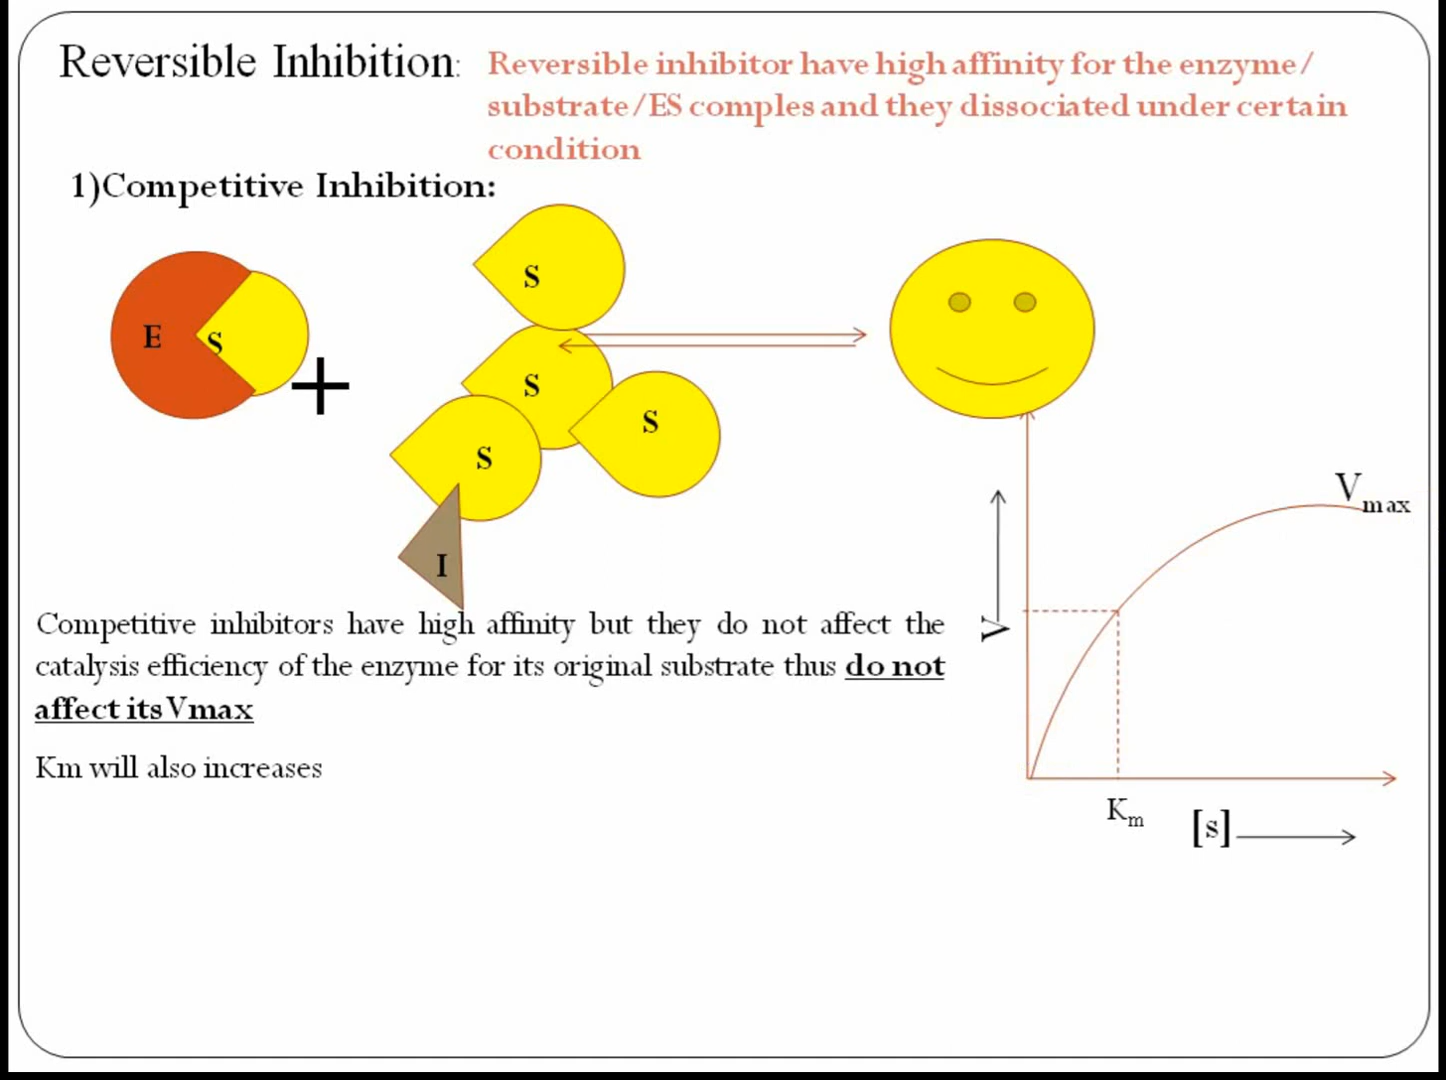 Reversible Inhibition: Reversible inhibitor have high affinity for the enzyme/
substrate/ES comples and they dissociated under certain
condition
1)Competitive Inhibition:
S
E
S
S
S
S
I
Vmax
Competitive inhibitors have high affinity but they do not affect the
catalysis efficiency of the enzyme for its original substrate thus do not
affect its Vmax
V
Km will also increases
Km
[s]